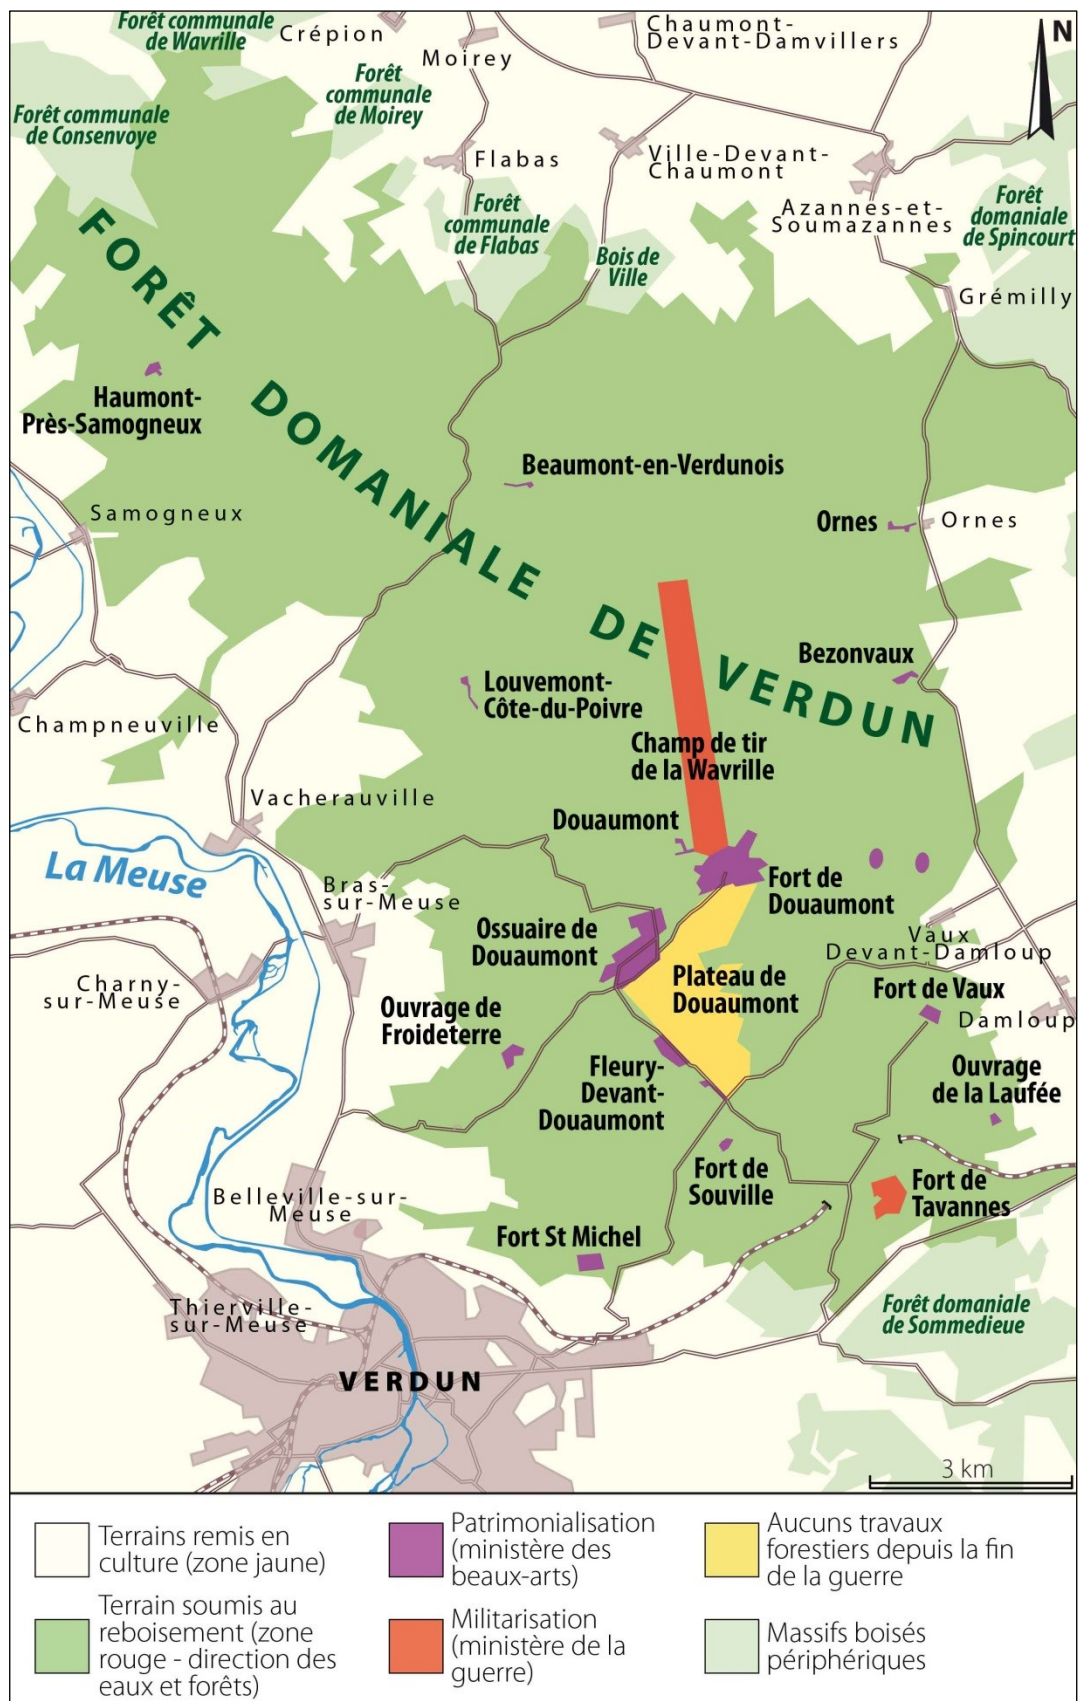 Forêt communale
de Wavrille
Crépion
Moirey
Chaumont-
Devant-Damvillers
N
Forêt
communale
de Moirey
Forêt communale
de Consenvoye
Flabas
Ville-Devant-
Chaumont
Azannes-et-
Soumazannes
Forêt
domaniale
de Spincourt
Forêt
communale
de Flabas
Bois de
Ville
Grémilly
FORÊT DOMANIALE DE VERDUN
Haumont-
Près-Samogneux
Beaumont-en-Verdunois
Samogneux
Ornes
Ornes
Bezonvaux
Louvemont-
Côte-du-Poivre
Champneuville
Champ de tir
de la Wavrille
Vacherauville
Douaumont
La Meuse
Bras-
sur-Meuse
Fort de
Douaumont
Ossuaire de
Douaumont
Vaux
Devant-Damloup
Charny-
sur-Meuse
Plateau de
Douaumont
Fort de Vaux
Damloup
Ouvrage de
Froideterre
Fleury-
Devant-
Douaumont
Ouvrage
de la Laufée
Fort de
Souville
Fort de
Tavannes
Belleville-sur-
Meuse
Fort St Michel
Thierville-
sur-Meuse
Forêt domaniale
de Sommedieue
VERDUN
3 km
Terrains remis en
culture (zone jaune)
Terrain soumis au
reboisement (zone
rouge - direction des
eaux et forêts)
Patrimonialisation
(ministère des
beaux-arts)
Militarisation
(ministère de la
guerre)
Aucuns travaux
forestiers depuis la fin
de la guerre
Massifs boisés
périphériques